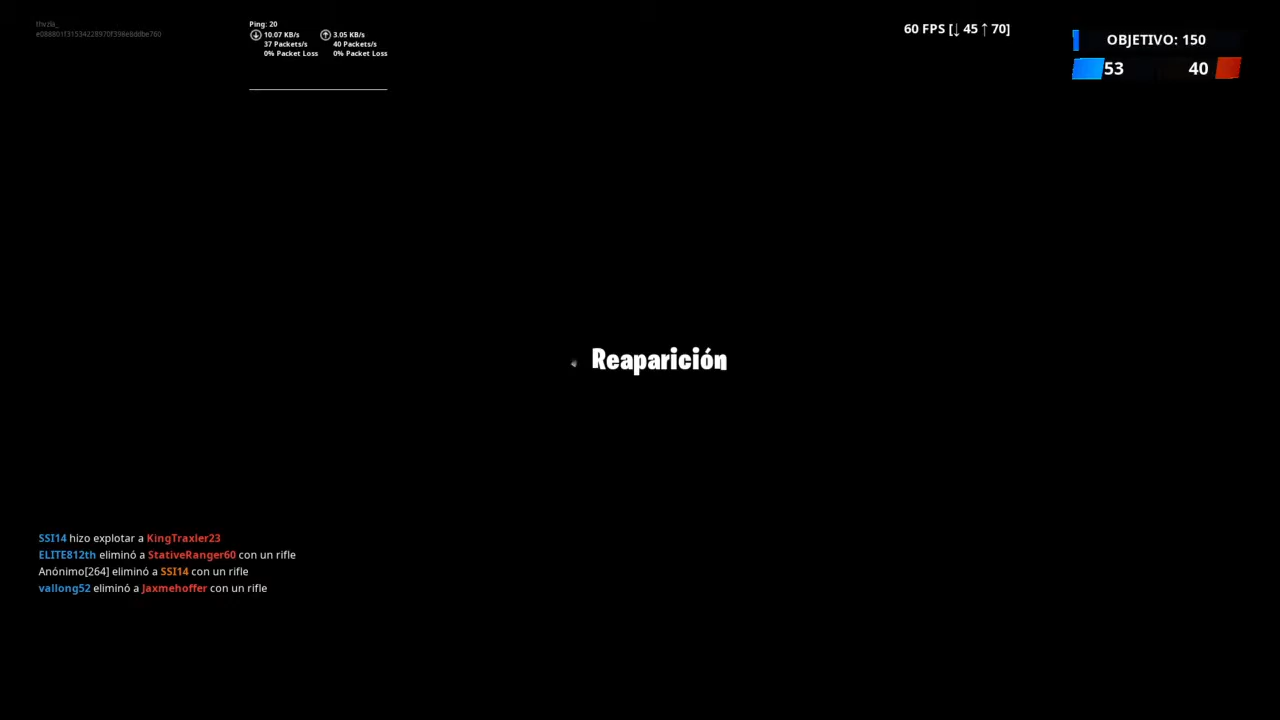 thvzla_
Ping: 20
10.07 KB/s 3.05 KB/s
37 Packets/s 40 Packets/s
0% Packet Loss 0% Packet Loss
60 FPS [↓ 45 ↑ 70]
OBJETIVO: 150
53 40
Reaparición
SSI14 hizo explotar a KingTraxler23
ELITE812th eliminó a StativeRanger60 con un rifle
Anónimo[264] eliminó a SSI14 con un rifle
vallong52 eliminó a Jaxmehoffer con un rifle